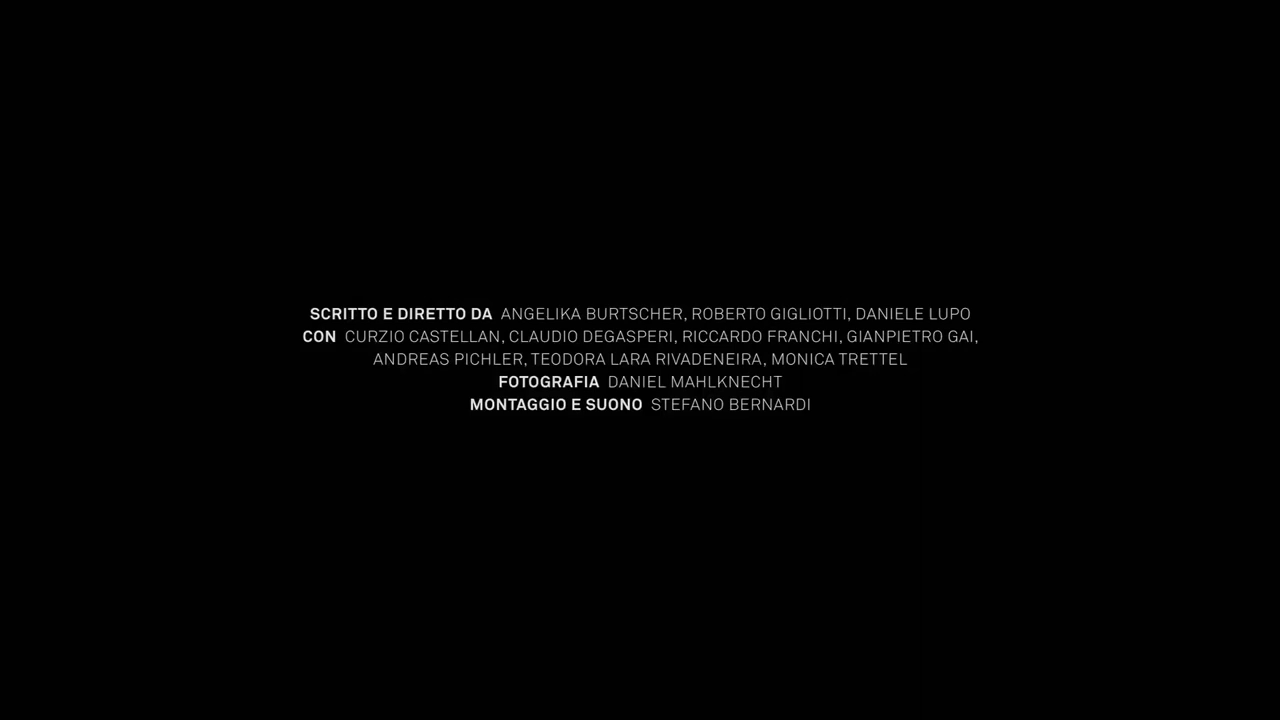 SCRITTO E DIRETTO DA ANGELIKA BURTSCHER, ROBERTO GIGLIOTTI, DANIELE LUPO
CON CURZIO CASTELLAN, CLAUDIO DEGASPERI, RICCARDO FRANCHI, GIANPIETRO GAI,
ANDREAS PICHLER, TEODORA LARA RIVADENEIRA, MONICA TRETTEL
FOTOGRAFIA DANIEL MAHLKNECHT
MONTAGGIO E SUONO STEFANO BERNARDI